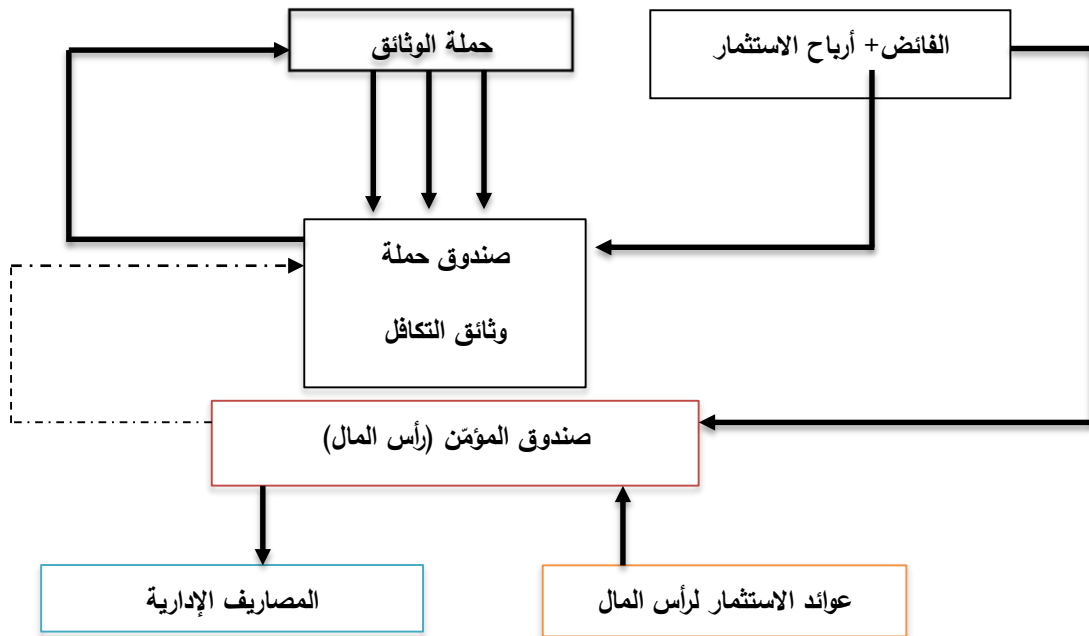 الفائض+ أرباح الاستثمار
حملة الوثائق
صندوق حملة
وثائق التكافل
صندوق المؤمّن (رأس المال)
عوائد الاستثمار لرأس المال
المصاريف الإدارية